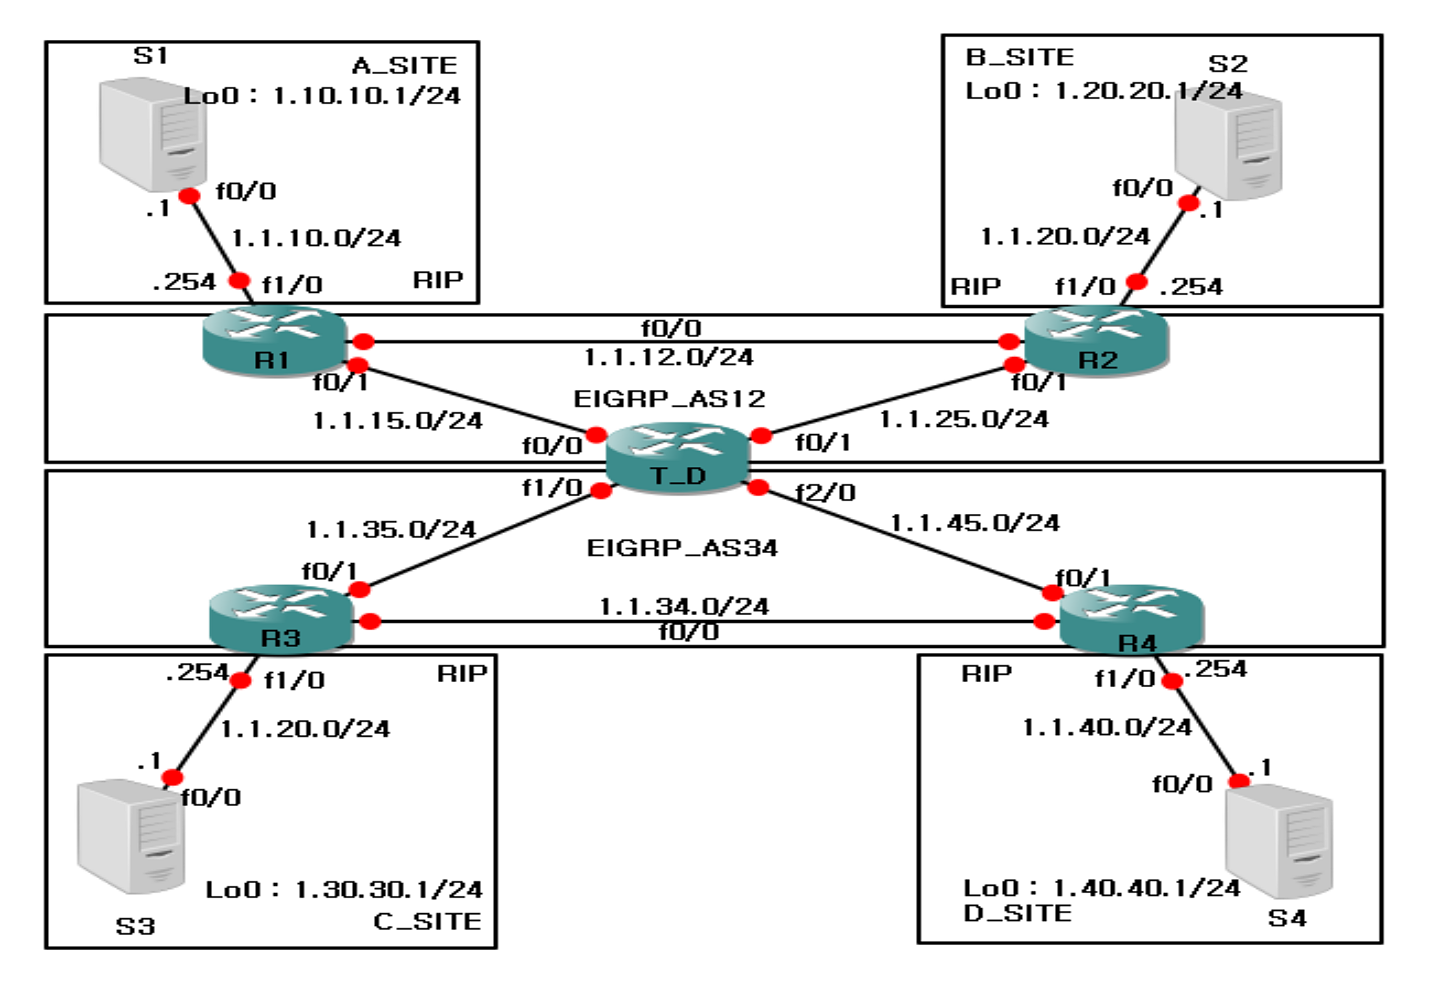 S1
A_SITE
Lo0 : 1.10.10.1/24
f0/0
.1
1.1.10.0/24
.254
f1/0
RIP
B_SITE
S2
Lo0 : 1.20.20.1/24
f0/0
.1
1.1.20.0/24
RIP
f1/0
.254
R1
f0/0
1.1.12.0/24
R2
f0/1
f0/1
EIGRP_AS12
1.1.15.0/24
1.1.25.0/24
f0/0
f0/1
T_D
f1/0
f2/0
1.1.35.0/24
1.1.45.0/24
EIGRP_AS34
f0/1
f0/1
1.1.34.0/24
f0/0
R3
R4
.254
f1/0
RIP
1.1.20.0/24
.1
f0/0
Lo0 : 1.30.30.1/24
C_SITE
S3
RIP
f1/0
.254
1.1.40.0/24
.1
f0/0
Lo0 : 1.40.40.1/24
D_SITE
S4